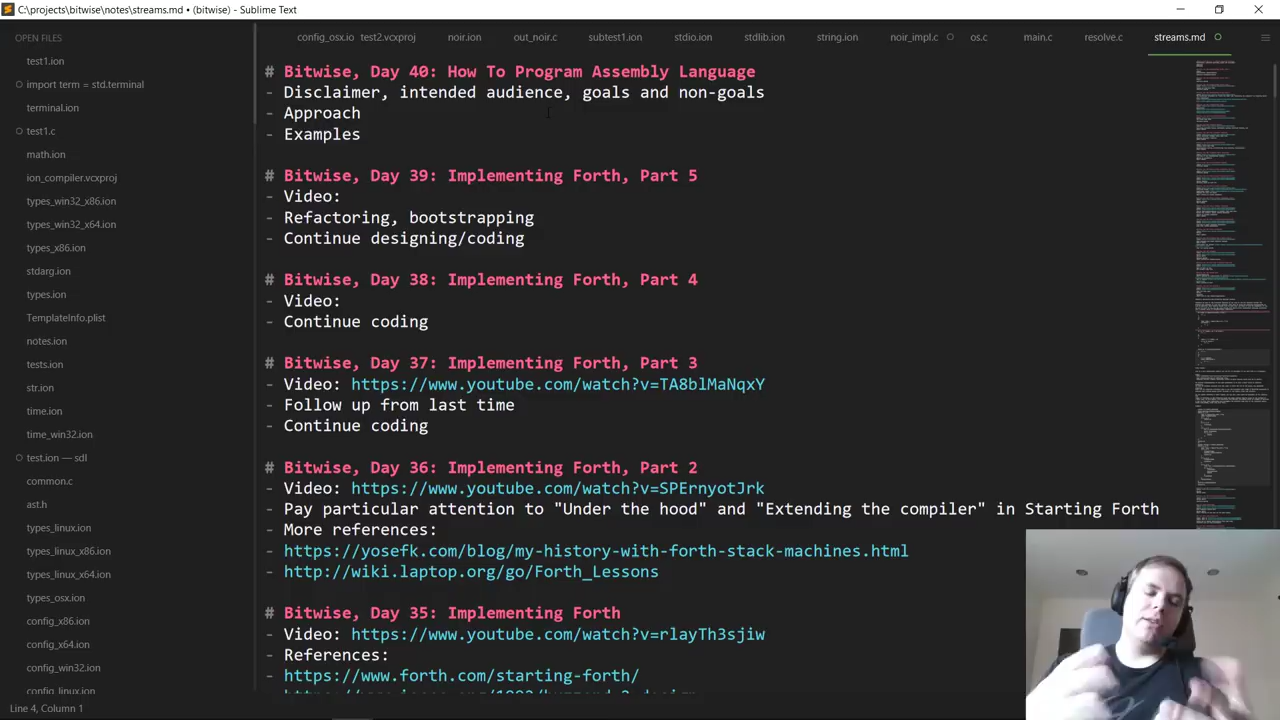 C:\projects\bitwise\notes\streams.md • (bitwise) - Sublime Text
OPEN FILES
test1.ion
import term = std.terminal
terminal.ion
test1.c
math.ion
ion_compiler.vcxproj
types_win32_x86.ion
types_win32_x64.ion
types_x86.ion
stdarg.ion
types.ion
TemplateInfo.plist
notes.ion
tests.ion
str.ion
time.ion
time_win32.ion
test.ion — sdl
common.c
ast.h
types_linux.ion
types_linux_x86.ion
types_linux_x64.ion
types_osx.ion
config_x86.ion
config_x64.ion
config_win32.ion
config_linux.ion
config_osx.io test2.vcxproj noir.ion out_noir.c subtest1.ion stdio.ion stdlib.ion string.ion noir_impl.c os.c main.c resolve.c streams.md
# Bitwise, Day 40: How To Program Assembly Language
- Disclimer, intended audience, goals and non-goals
- Approach
- Examples
# Bitwise, Day 39: Implementing Forth, Part 5
- Video:
- Refactoring, bootstrapping
- Continue desining/coding
# Bitwise, Day 38: Implementing Forth, Part 4
- Video:
- Continue coding
# Bitwise, Day 37: Implementing Forth, Part 3
- Video: https://www.youtube.com/watch?v=TA8blMaNqxY
- Follow up from last time
- Continue coding
# Bitwise, Day 36: Implementing Forth, Part 2
- Video: https://www.youtube.com/watch?v=SPErnyotJrk
- Pay particular attention to "Under the hood" and "Extending the compiler" in Starting Forth
- More references:
- https://yosefk.com/blog/my-history-with-forth-stack-machines.html
- http://wiki.laptop.org/go/Forth_Lessons
# Bitwise, Day 35: Implementing Forth
- Video: https://www.youtube.com/watch?v=rlayTh3sjiw
- References:
- https://www.forth.com/starting-forth/
Line 4, Column 1